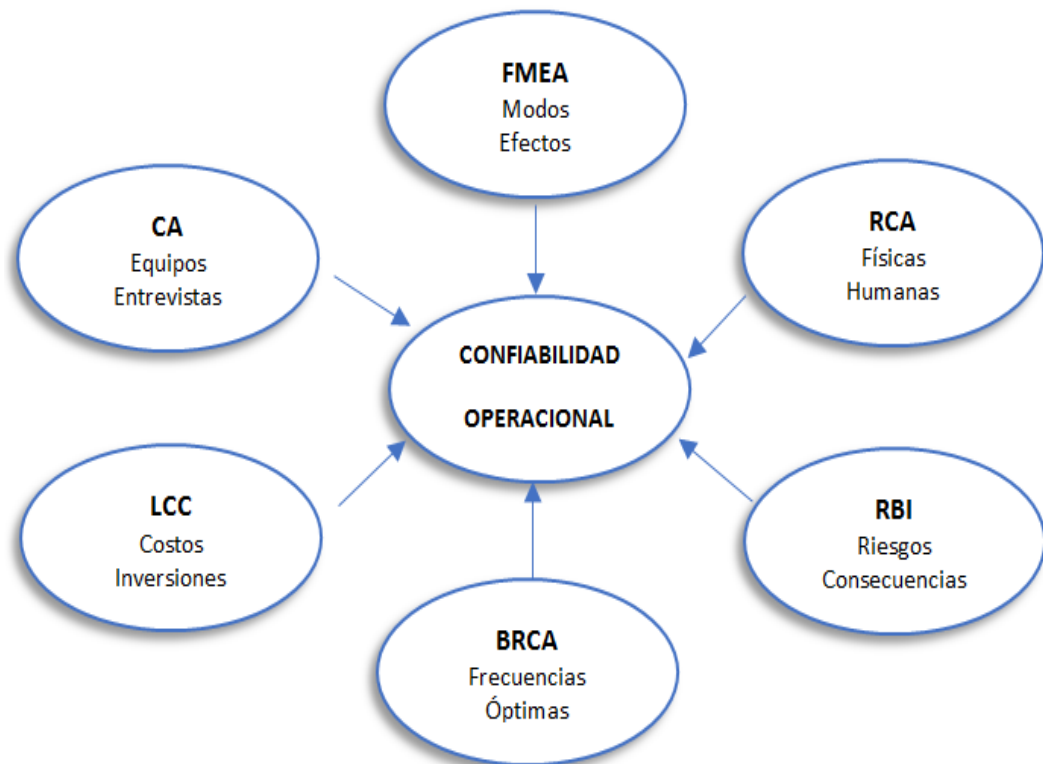 FMEA
Modos
Efectos
CA
Equipos
Entrevistas
RCA
Físicas
Humanas
CONFIABILIDAD
OPERACIONAL
LCC
Costos
Inversiones
RBI
Riesgos
Consecuencias
BRCA
Frecuencias
Óptimas